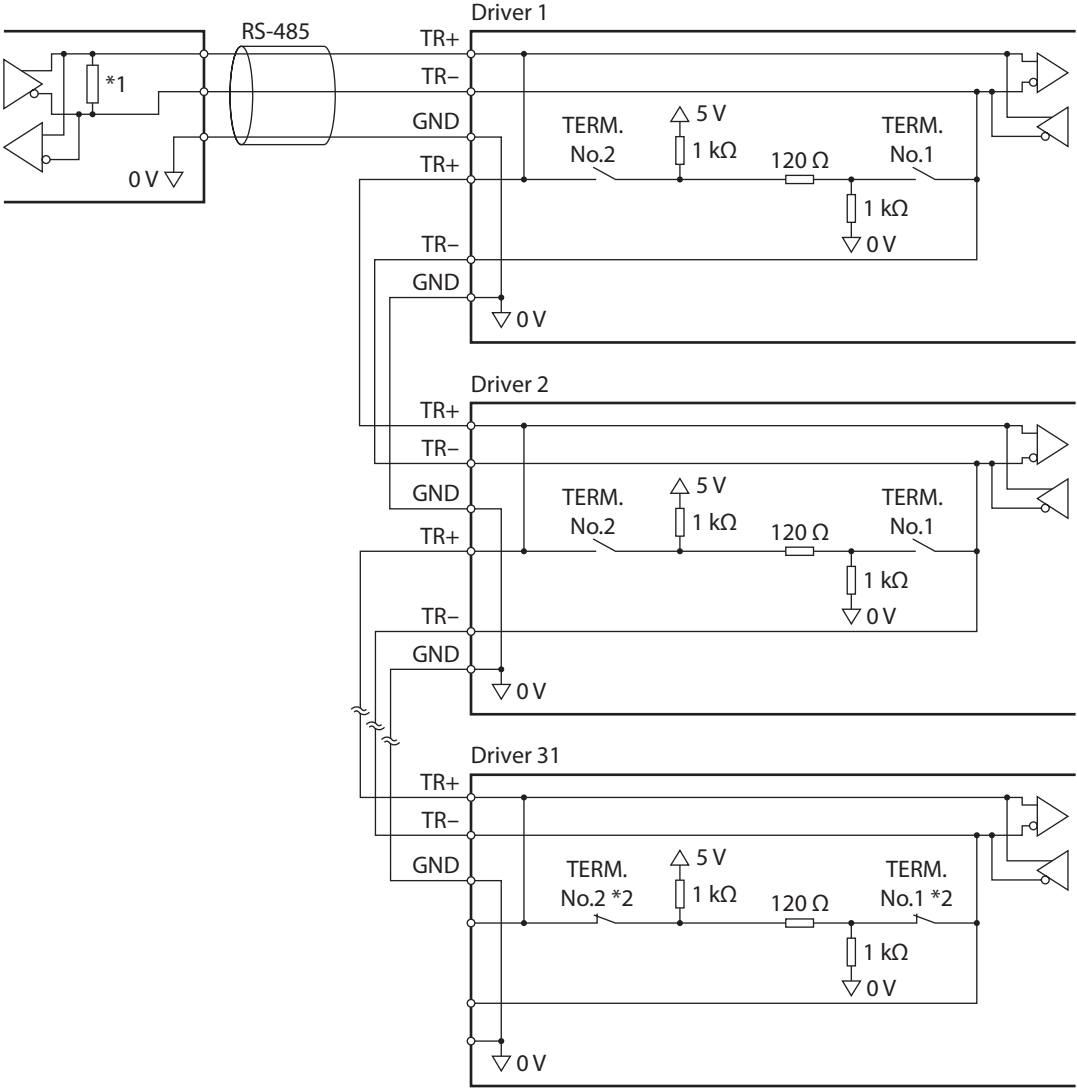 Driver 1
RS-485
TR+
*1
TR–
GND
5 V
TERM.
No.2
1 kΩ
TERM.
No.1
120 Ω
TR+
0 V
1 kΩ
0 V
TR–
GND
0 V
Driver 2
TR+
TR–
GND
5 V
TERM.
No.2
1 kΩ
TERM.
No.1
120 Ω
TR+
1 kΩ
0 V
TR–
GND
0 V
Driver 31
TR+
TR–
GND
5 V
TERM.
No.2 *2
1 kΩ
TERM.
No.1 *2
120 Ω
1 kΩ
0 V
0 V